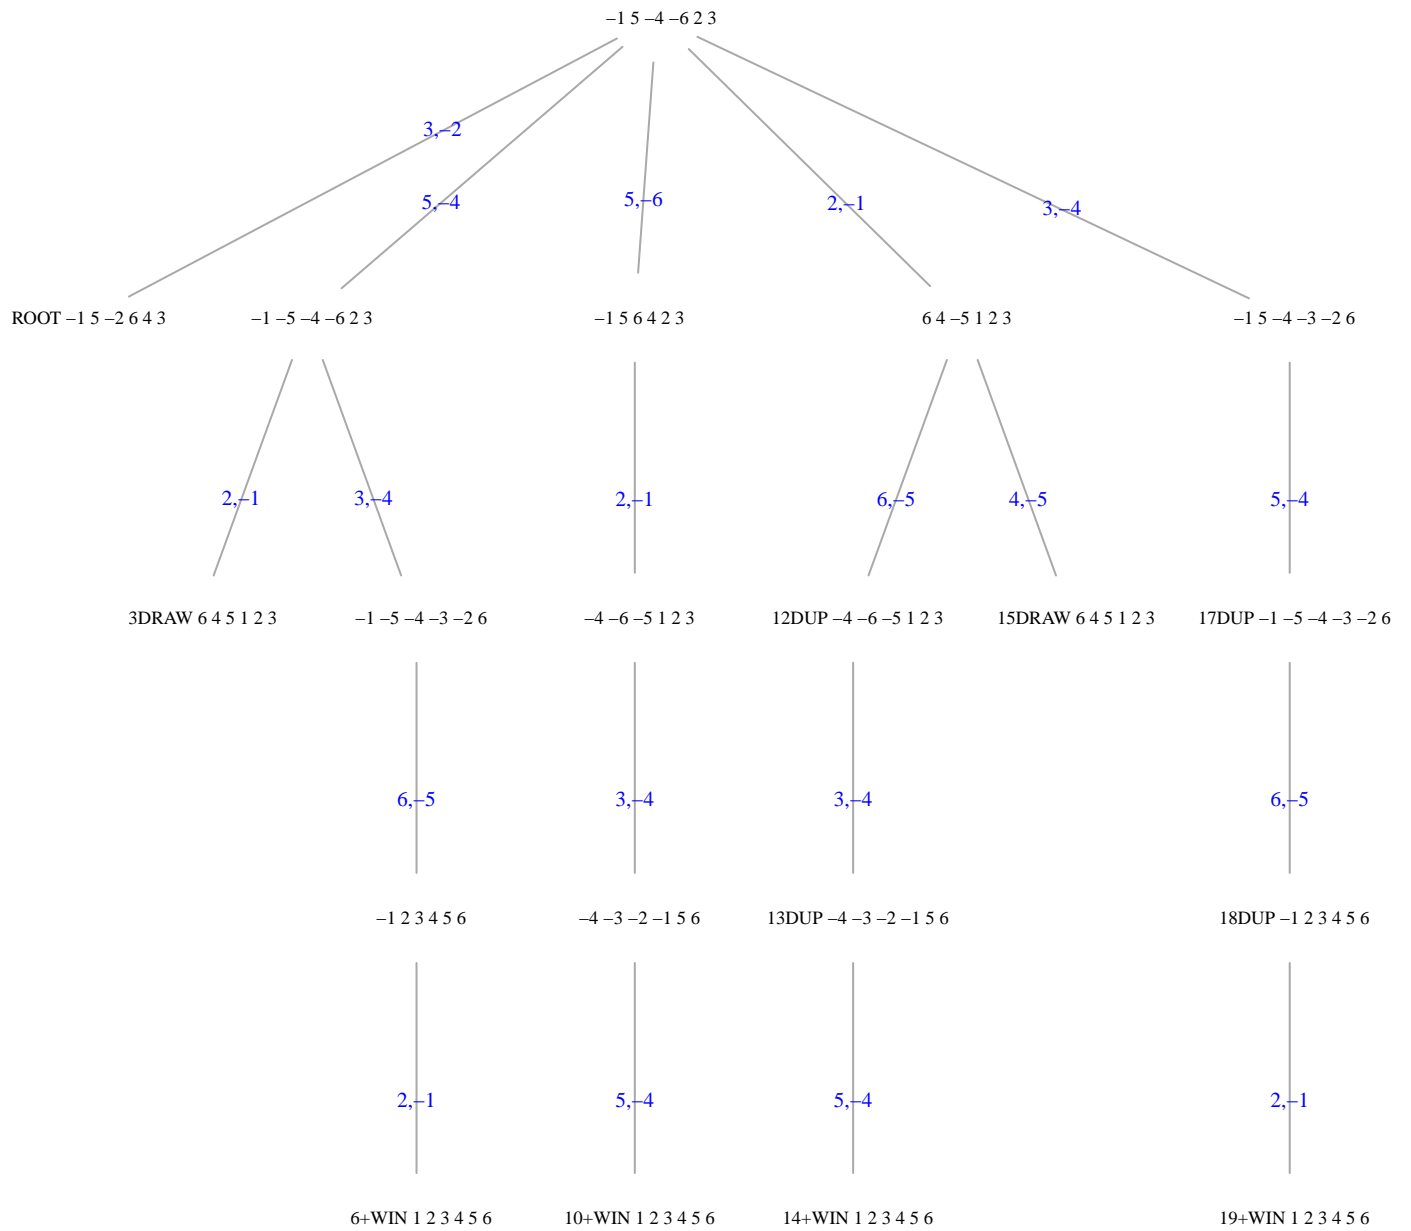 –1 5 –4 –6 2 3
3,–2
5,–4
5,–6
2,–1
3,–4
ROOT –1 5 –2 6 4 3
–1 –5 –4 –6 2 3
–1 5 6 4 2 3
6 4 –5 1 2 3
–1 5 –4 –3 –2 6
2,–1
3,–4
2,–1
6,–5
4,–5
5,–4
3DRAW 6 4 5 1 2 3
–1 –5 –4 –3 –2 6
–4 –6 –5 1 2 3
12DUP –4 –6 –5 1 2 3
15DRAW 6 4 5 1 2 3
17DUP –1 –5 –4 –3 –2 6
6,–5
3,–4
3,–4
6,–5
–1 2 3 4 5 6
–4 –3 –2 –1 5 6
13DUP –4 –3 –2 –1 5 6
18DUP –1 2 3 4 5 6
2,–1
5,–4
5,–4
2,–1
6+WIN 1 2 3 4 5 6
10+WIN 1 2 3 4 5 6
14+WIN 1 2 3 4 5 6
19+WIN 1 2 3 4 5 6